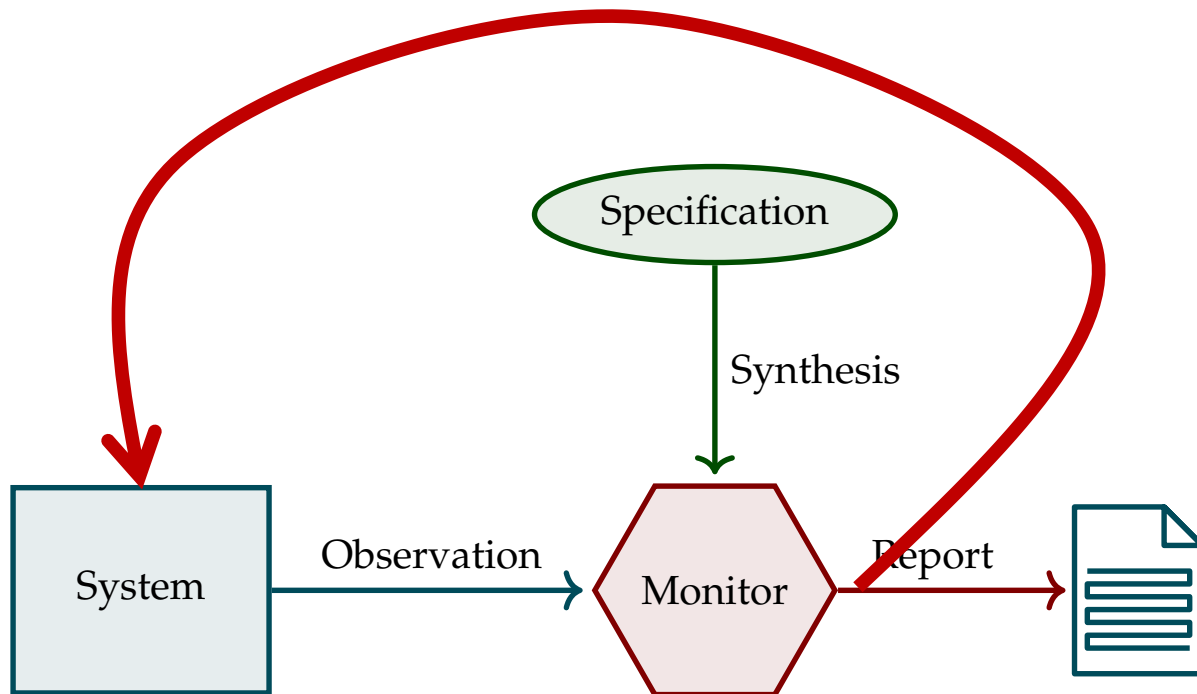 Specification
Synthesis
Observation
Report
System
Monitor